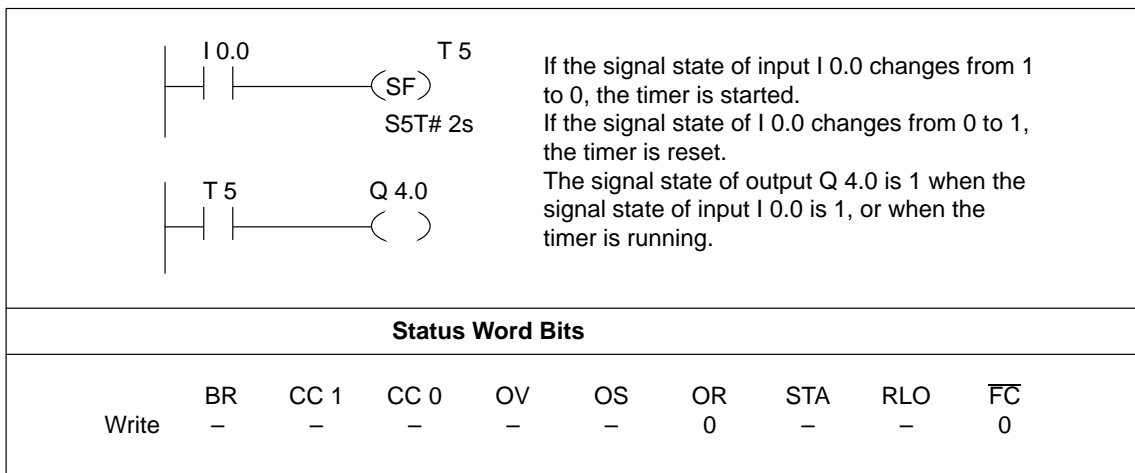 I 0.0
T 5
SF
S5T# 2s
T 5
Q 4.0
If the signal state of input I 0.0 changes from 1
to 0, the timer is started.
If the signal state of I 0.0 changes from 0 to 1,
the timer is reset.
The signal state of output Q 4.0 is 1 when the
signal state of input I 0.0 is 1, or when the
timer is running.
Status Word Bits
BR CC 1 CC 0 OV OS OR STA RLO F̅C̅
Write – – – – – 0 – – 0